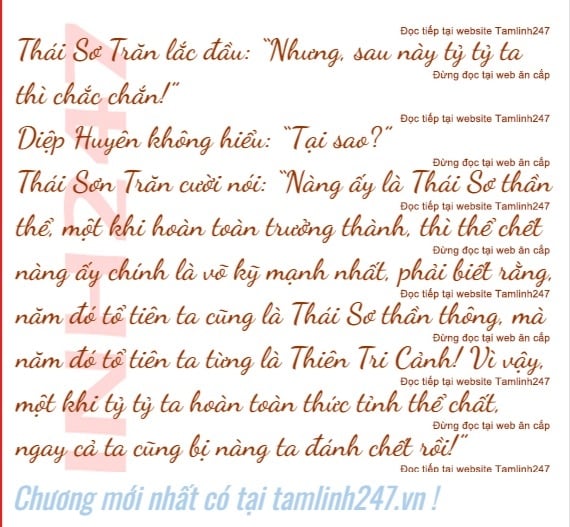 Đọc tiếp tại website Tamlinh247
Thái Sơ Trăn lắc đầu: “Nhưng, sau này tỷ tỷ ta
Đừng đọc tại web ăn cắp
thì chắc chắn!”
Đọc tiếp tại website Tamlinh247
Diệp Huyên không hiểu: “Tại sao?”
Đừng đọc tại web ăn cắp
Thái Sơn Trăn cười nói: “Nàng ấy là Thái Sơ thần
Đọc tiếp tại website Tamlinh247
thể, một khi hoàn toàn trưởng thành, thì thể chết
Đừng đọc tại web ăn cắp
nàng ấy chính là võ kỹ mạnh nhất, phải biết rằng,
Đọc tiếp tại website Tamlinh247
năm đó tổ tiên ta cũng là Thái Sơ thần thông, mà
Đừng đọc tại web ăn cắp
năm đó tổ tiên ta từng là Thiên Tri Cảnh! Vì vậy,
Đọc tiếp tại website Tamlinh247
một khi tỷ tỷ ta hoàn toàn thức tỉnh thể chất,
Đừng đọc tại web ăn cắp
ngay cả ta cũng bị nàng ta đánh chết rồi!”
Đọc tiếp tại website Tamlinh247
INH247
Chương mới nhất có tại tamlinh247.vn !